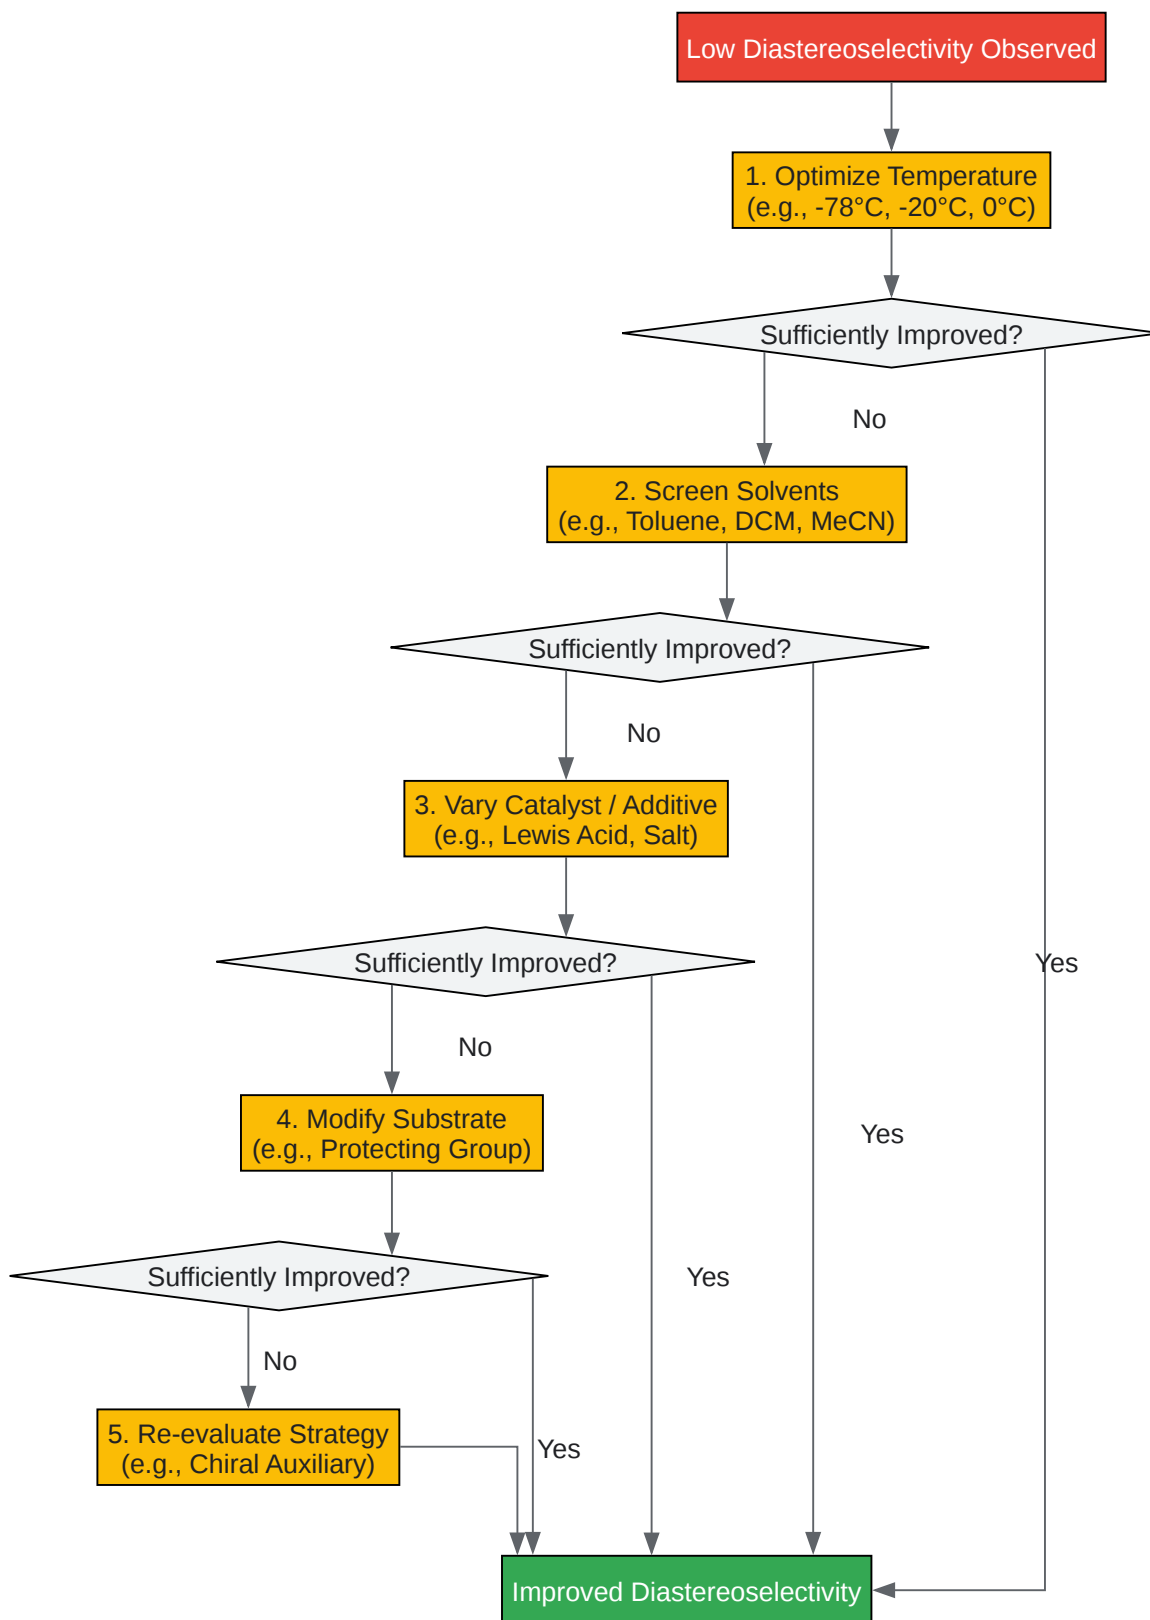 Low Diastereoselectivity Observed
1. Optimize Temperature
(e.g., -78°C, -20°C, 0°C)
Sufficiently Improved?
No
2. Screen Solvents
(e.g., Toluene, DCM, MeCN)
Sufficiently Improved?
No
3. Vary Catalyst / Additive
(e.g., Lewis Acid, Salt)
Sufficiently Improved?
Yes
No
4. Modify Substrate
(e.g., Protecting Group)
Yes
Sufficiently Improved?
Yes
No
5. Re-evaluate Strategy
(e.g., Chiral Auxiliary)
Yes
Improved Diastereoselectivity